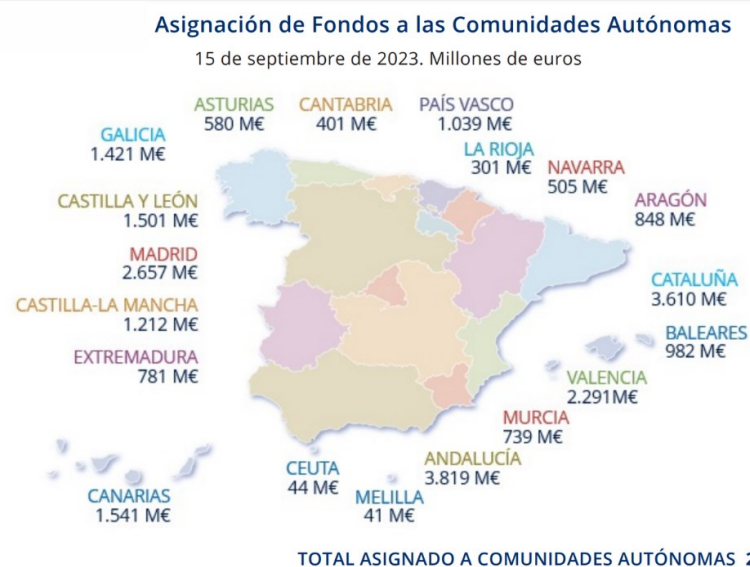 Asignación de Fondos a las Comunidades Autónomas
15 de septiembre de 2023. Millones de euros
ASTURIAS
580 M€
CANTABRIA
401 M€
PAÍS VASCO
1.039 M€
GALICIA
1.421 M€
LA RIOJA
301 M€
NAVARRA
505 M€
CASTILLA Y LEÓN
1.501 M€
ARAGÓN
848 M€
MADRID
2.657 M€
CATALUÑA
3.610 M€
CASTILLA-LA MANCHA
1.212 M€
BALEARES
982 M€
EXTREMADURA
781 M€
VALENCIA
2.291M€
MURCIA
739 M€
ANDALUCÍA
3.819 M€
CEUTA
44 M€
MELILLA
41 M€
CANARIAS
1.541 M€
TOTAL ASIGNADO A COMUNIDADES AUTÓNOMAS 2